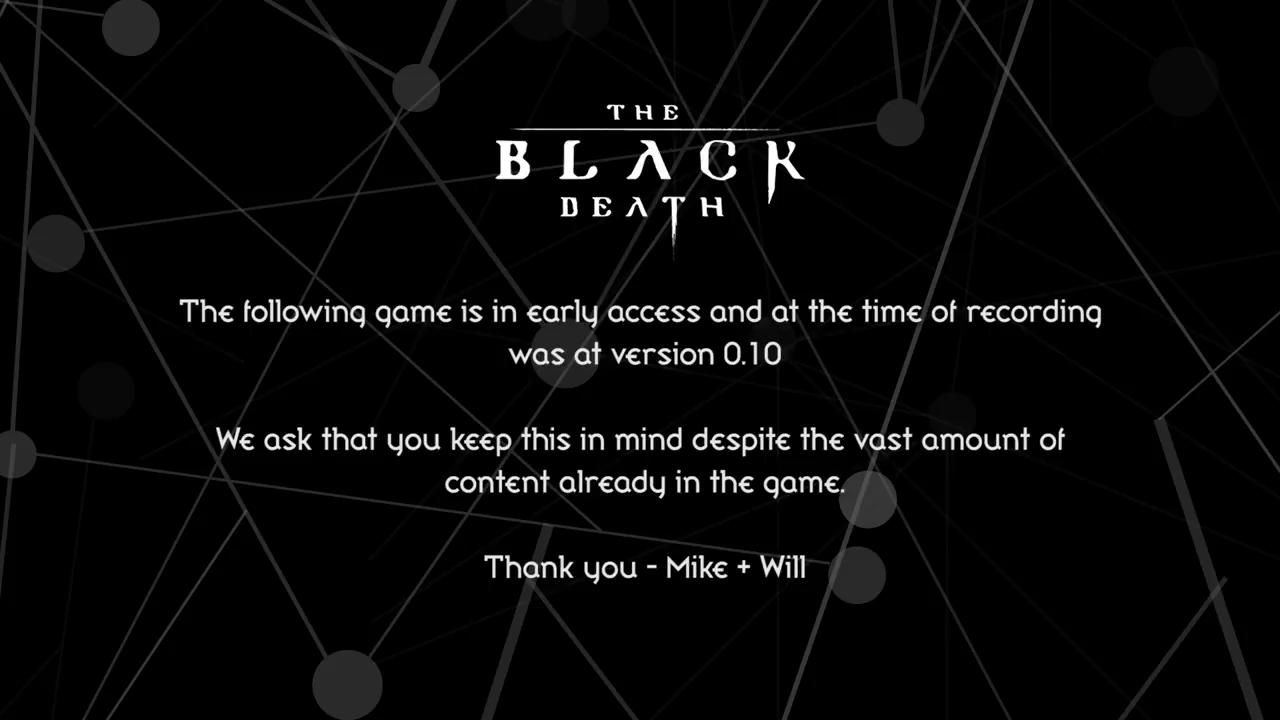 THE
BLACK
DEATH
The following game is in early access and at the time of recording
was at version 0.10
We ask that you keep this in mind despite the vast amount of
content already in the game.
Thank you - Mike + Will